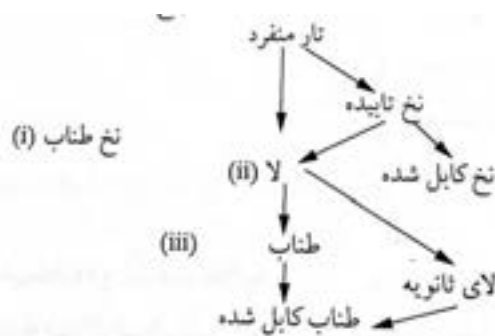 تار منفرد
نخ تابیده
نخ طناب (i)
لا (ii)
نخ کابل شده
طناب
(iii)
لای ثانویه
طناب کابل شده